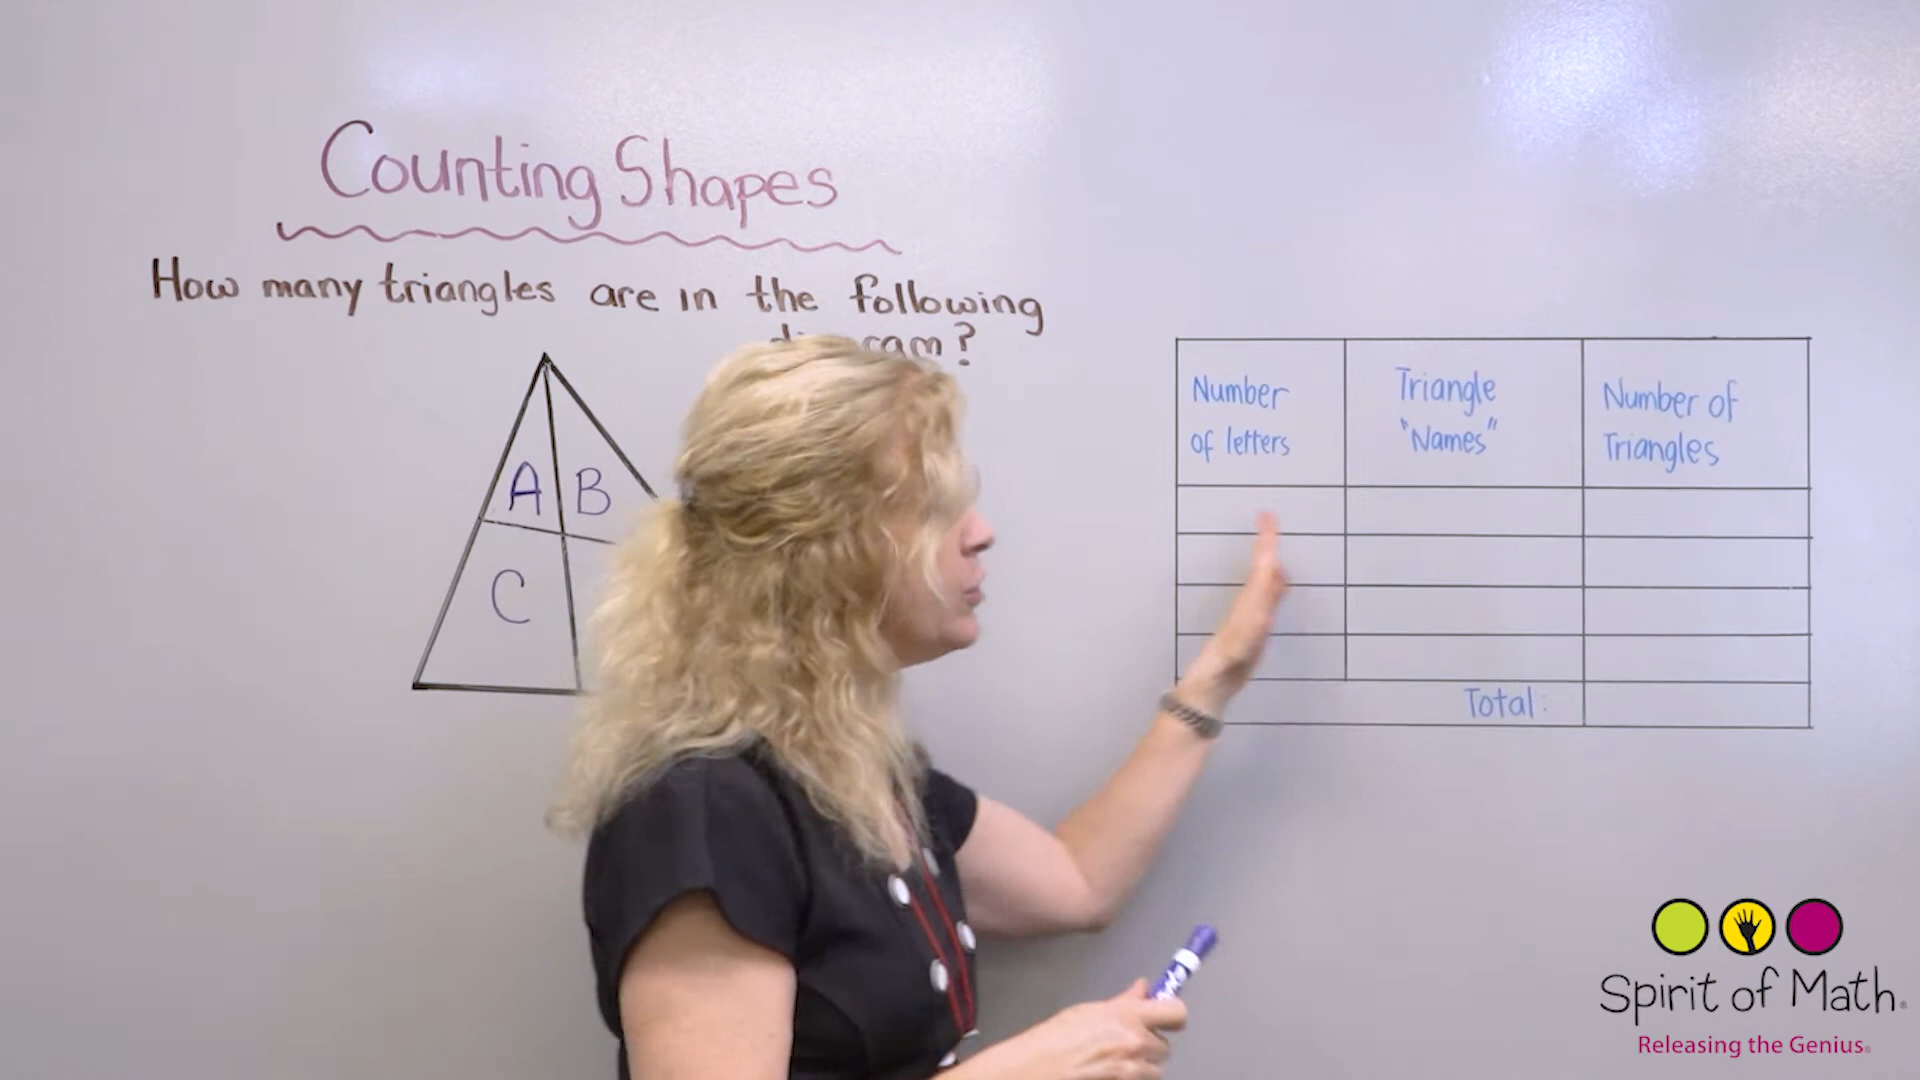 Counting Shapes
How many triangles are in the following
?
A B
C
Number of letters
Triangle "Names"
Number of Triangles
Total:
Spirit of Math®
Releasing the Genius®